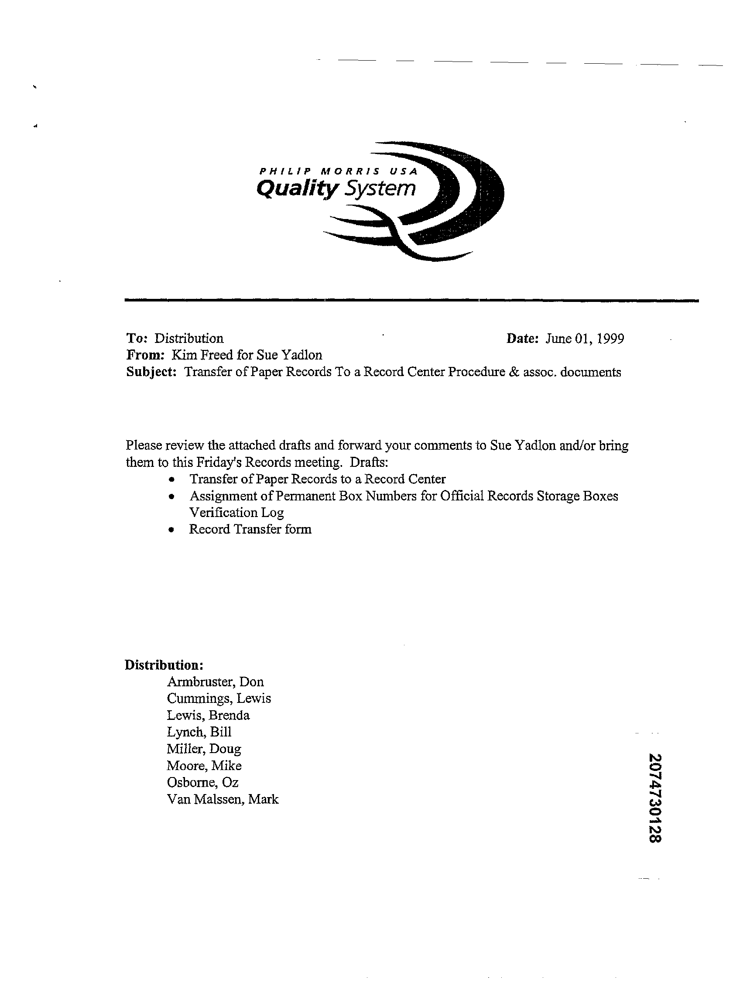 PHILIP MORRIS USA
Quality System
To: Distribution Date: June 01, 1999
From: Kim Freed for Sue Yadlon
Subject: Transfer of Paper Records To a Record Center Procedure & assoc. documents
Please review the attached drafts and forward your comments to Sue Yadlon and/or bring
them to this Friday's Records meeting. Drafts:
• Transfer of Paper Records to a Record Center
• Assignment of Permanent Box Numbers for Official Records Storage Boxes
Verification Log
• Record Transfer form
Distribution:
Armbruster, Don
Cummings, Lewis
Lewis, Brenda
Lynch, Bill
Miller, Doug
Moore, Mike
Osborne, Oz
Van Malssen, Mark
2074730128